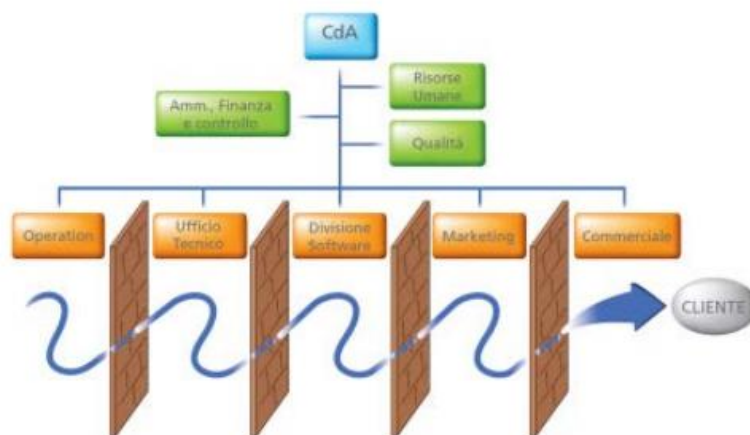 CdA
Risorse
Umane
Amm., Finanza
e controllo
Qualità
Operation
Ufficio
Tecnico
Divisione
Software
Marketing
Commerciale
CLIENTE